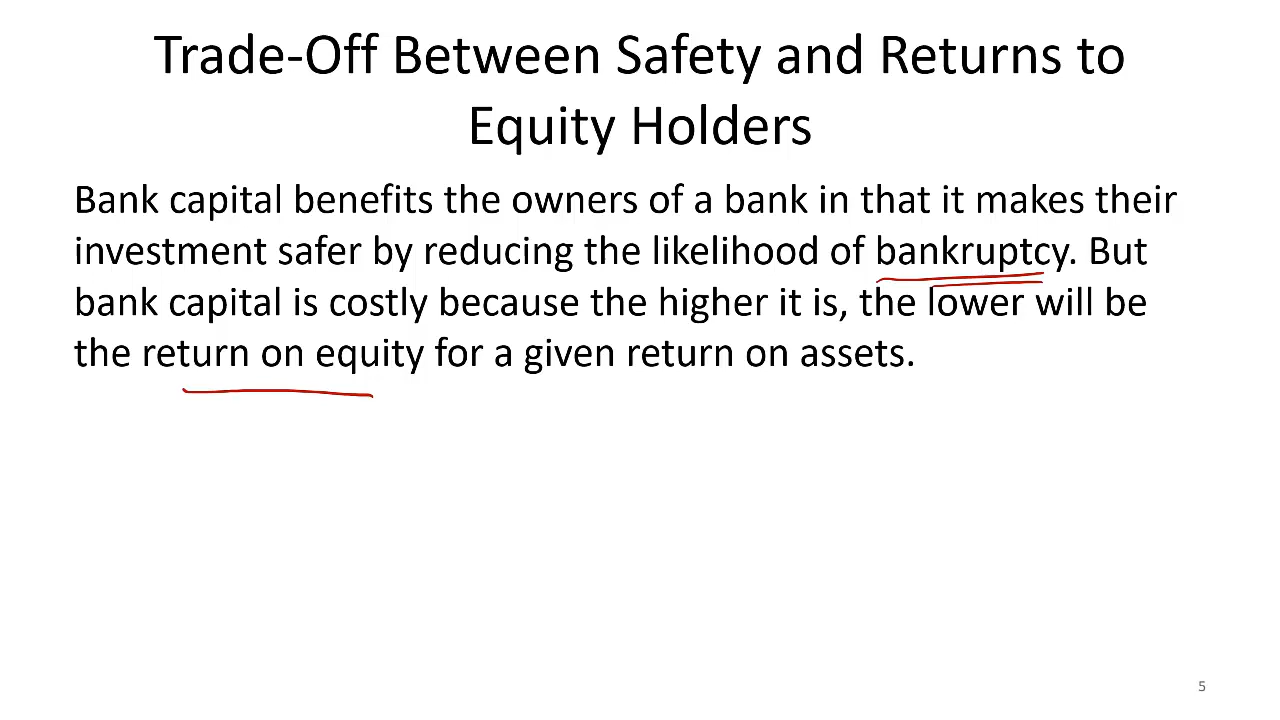 Trade-Off Between Safety and Returns to
Equity Holders
Bank capital benefits the owners of a bank in that it makes their
investment safer by reducing the likelihood of bankruptcy. But
bank capital is costly because the higher it is, the lower will be
the return on equity for a given return on assets.
5